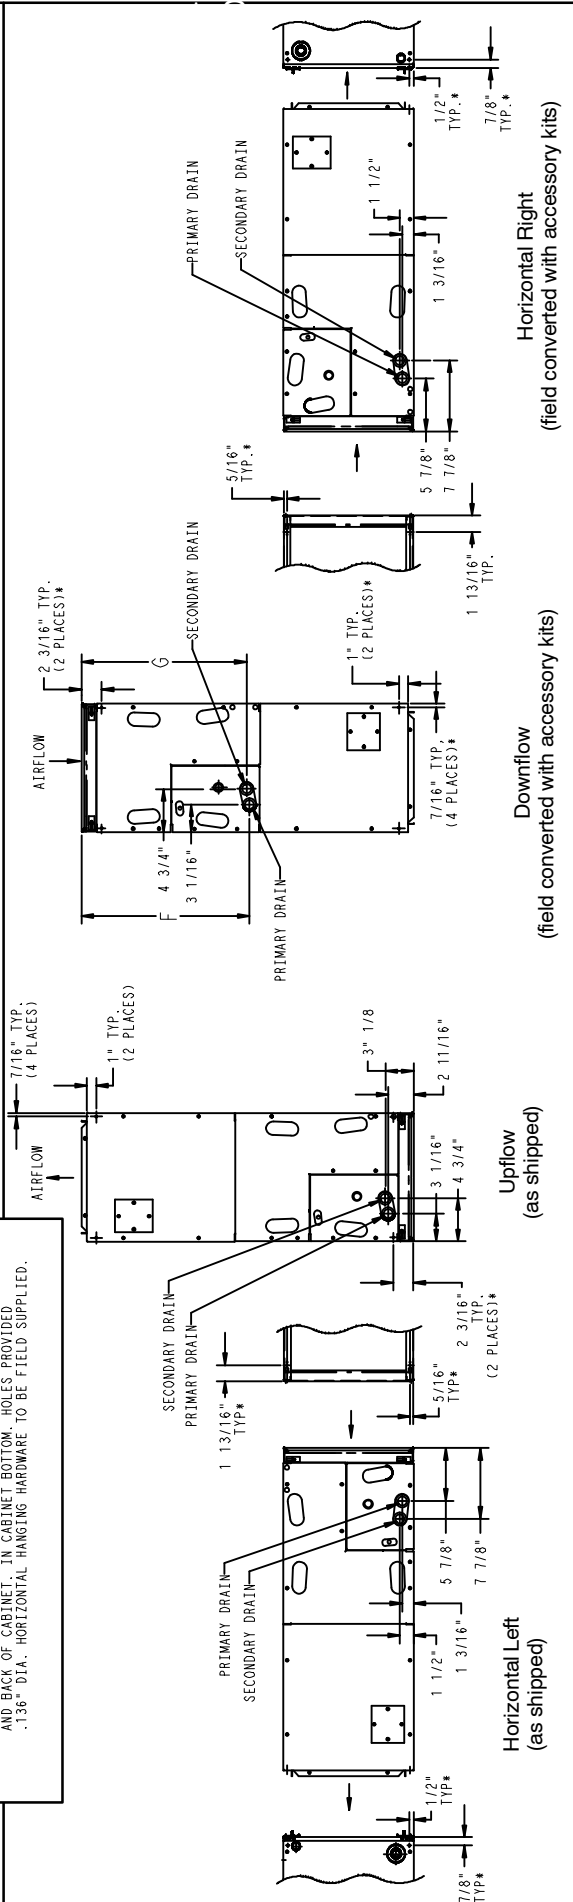 AND BACK OF CABINET. IN CABINET BOTTOM. HOLES PROVIDED
.136" DIA. HORIZONTAL HANGING HARDWARE TO BE FIELD SUPPLIED.
7/8"
TYP*
1/2"
TYP*
PRIMARY DRAIN
SECONDARY DRAIN
1 1/2"
1 3/16"
5 7/8"
7 7/8"
Horizontal Left
(as shipped)
1 13/16"
TYP*
5/16"
TYP*
SECONDARY DRAIN
PRIMARY DRAIN
AIRFLOW
7/16" TYP.
(4 PLACES)
1" TYP.
(2 PLACES)
2 3/16"
TYP.
(2 PLACES)*
3 1/16"
4 3/4"
3" 1/8
2 11/16"
Upflow
(as shipped)
AIRFLOW
2 3/16" TYP.
(2 PLACES)*
F
G
4 3/4"
3 1/16"
PRIMARY DRAIN
SECONDARY DRAIN
1" TYP.
(2 PLACES)*
7/16" TYP,
(4 PLACES)*
Downflow
(field converted with accessory kits)
5/16"
TYP.*
1 13/16"
TYP.
PRIMARY DRAIN
SECONDARY DRAIN
5 7/8"
7 7/8"
1 1/2"
1 3/16"
1/2"
TYP.*
7/8"
TYP.*
Horizontal Right
(field converted with accessory kits)